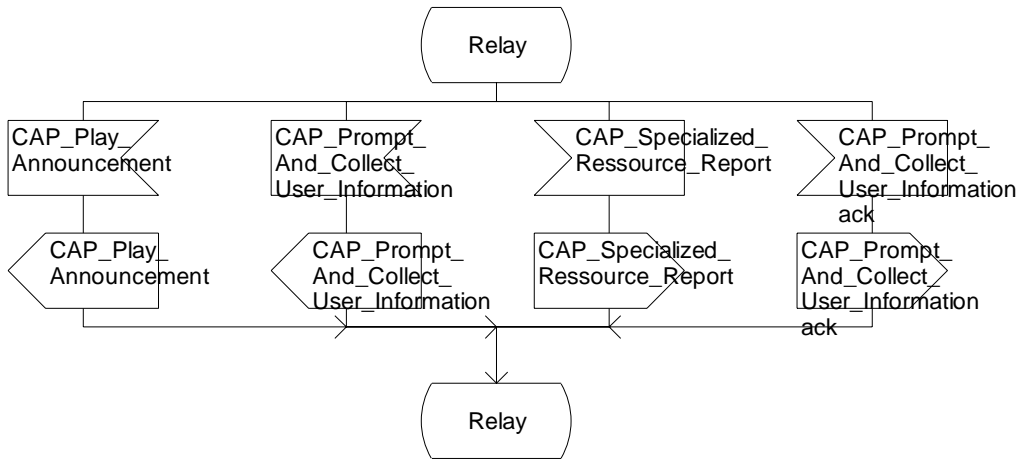 Relay
CAP_Play_
Announcement
CAP_Prompt_
And_Collect_
User_Information
CAP_Specialized_
Ressource_Report
CAP_Prompt_
And_Collect_
User_Information
ack
CAP_Play_
Announcement
CAP_Prompt_
And_Collect_
User_Information
CAP_Specialized_
Ressource_Report
CAP_Prompt_
And_Collect_
User_Information
ack
Relay